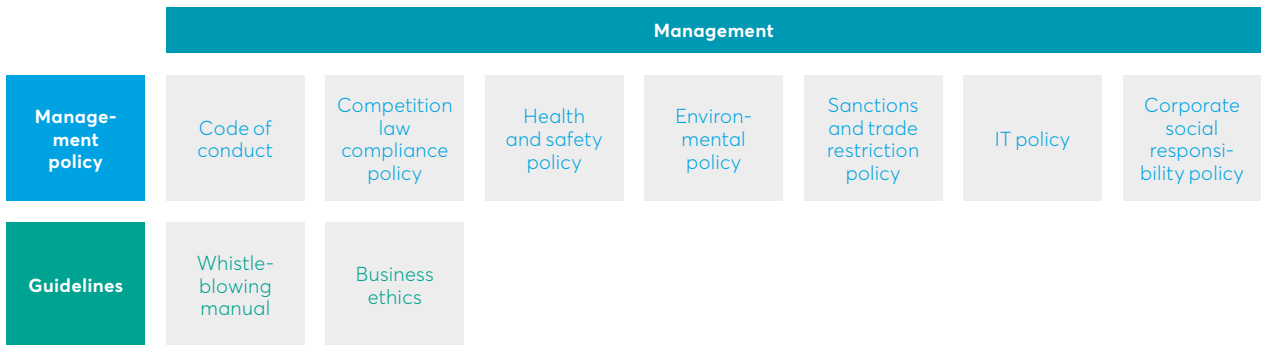 Management
Manage-
ment
policy
Code of
conduct
Competition
law
compliance
policy
Health
and safety
policy
Environ-
mental
policy
Sanctions
and trade
restriction
policy
IT policy
Corporate
social
responsi-
bility policy
Guidelines
Whistle-
blowing
manual
Business
ethics